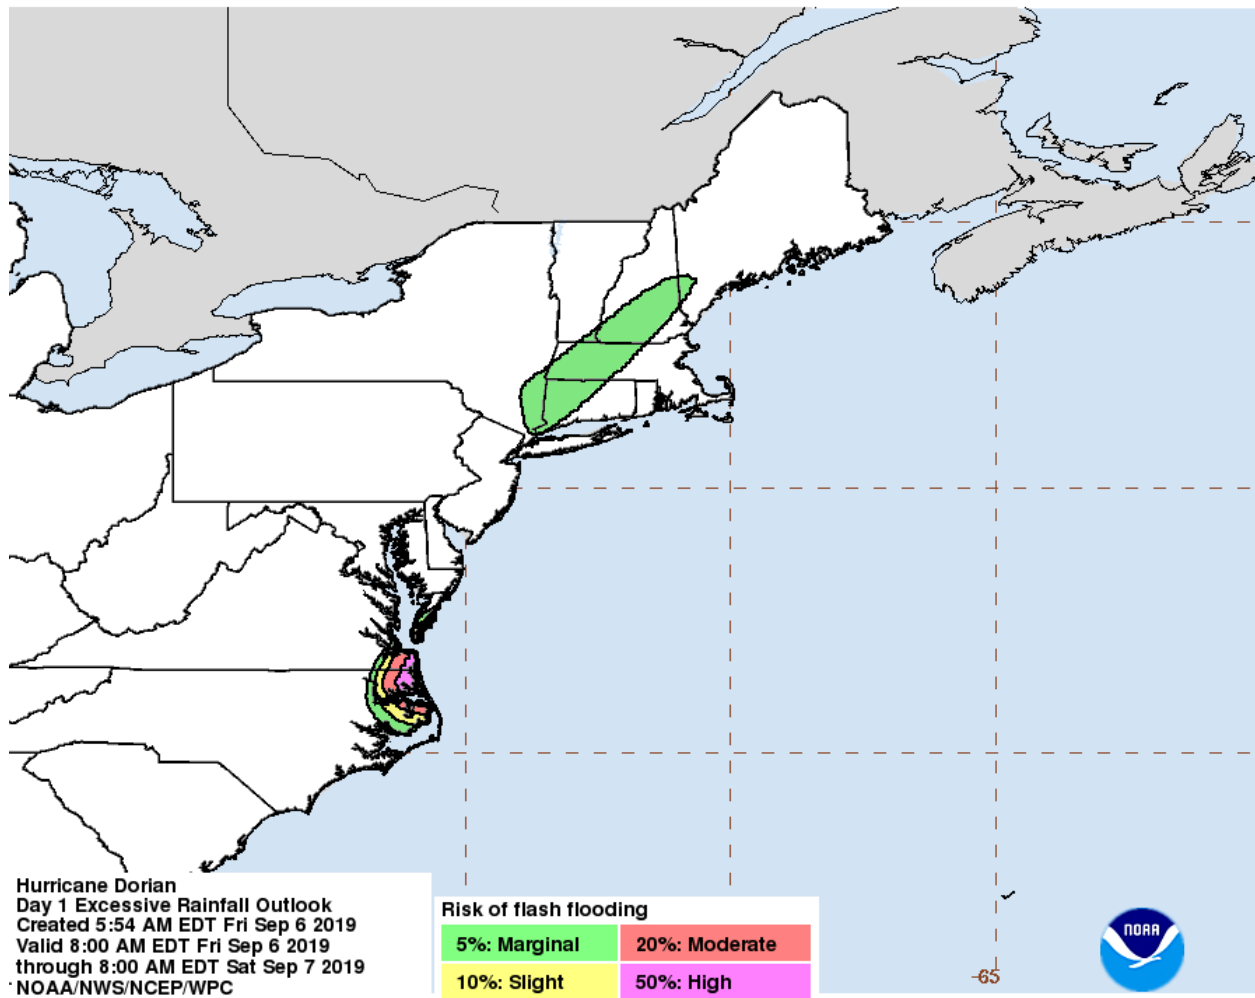 Hurricane Dorian
Day 1 Excessive Rainfall Outlook
Created 5:54 AM EDT Fri Sep 6 2019
Valid 8:00 AM EDT Fri Sep 6 2019
through 8:00 AM EDT Sat Sep 7 2019
NOAA/NWS/NCEP/WPC
Risk of flash flooding
5%: Marginal
20%: Moderate
10%: Slight
50%: High
-65
NOAA